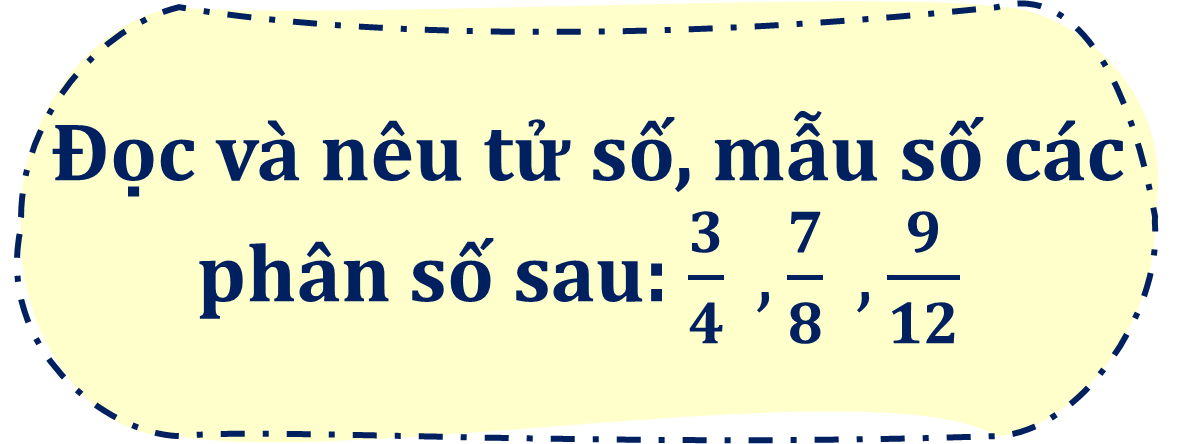 Đọc và nêu tử số, mẫu số các
phân số sau: 3/4 , 7/8 , 9/12